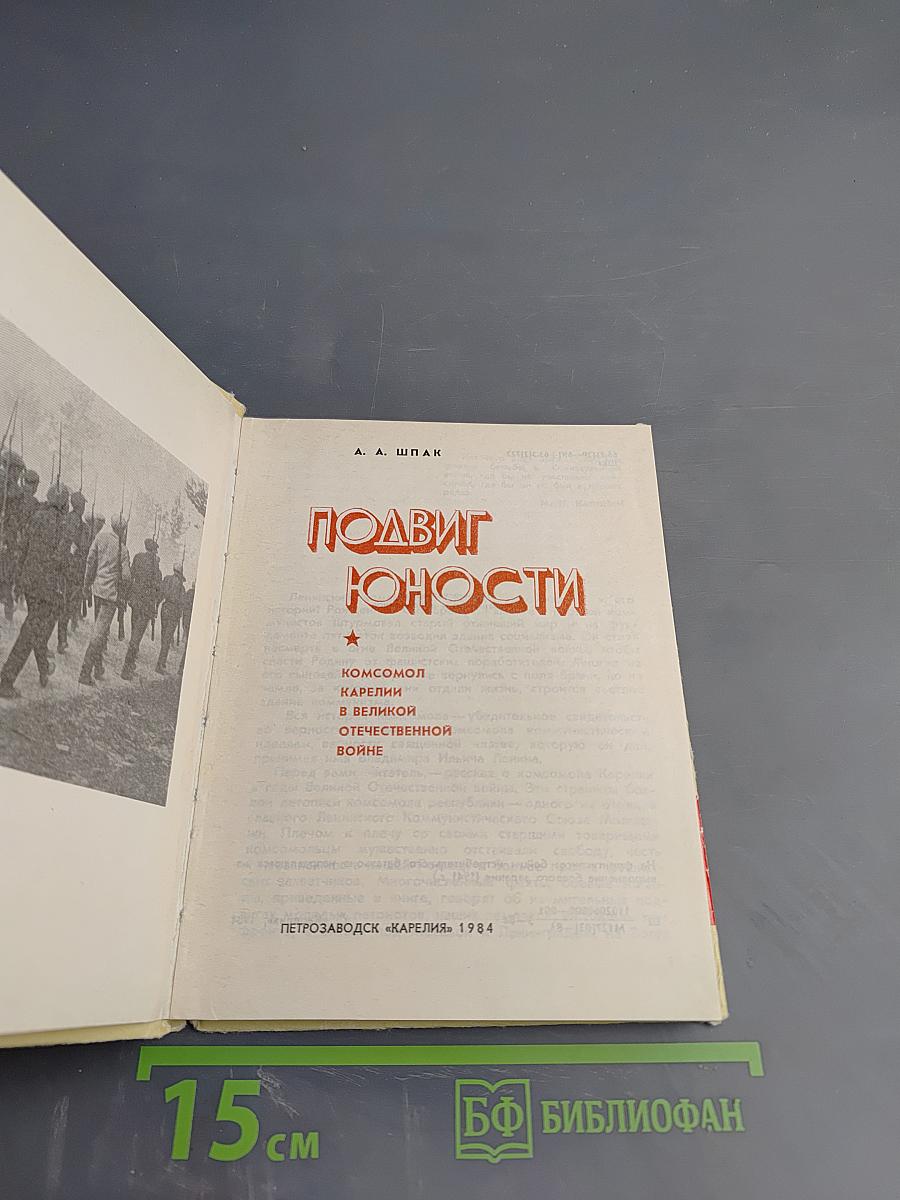 А. А. ШПАК
ПОДВИГ
ЮНОСТИ
КОМСОМОЛ
КАРЕЛИИ
В ВЕЛИКОЙ
ОТЕЧЕСТВЕННОЙ
ВОЙНЕ
ПЕТРОЗАВОДСК «КАРЕЛИЯ» 1984
15 см
БФ БИБЛИОФАН